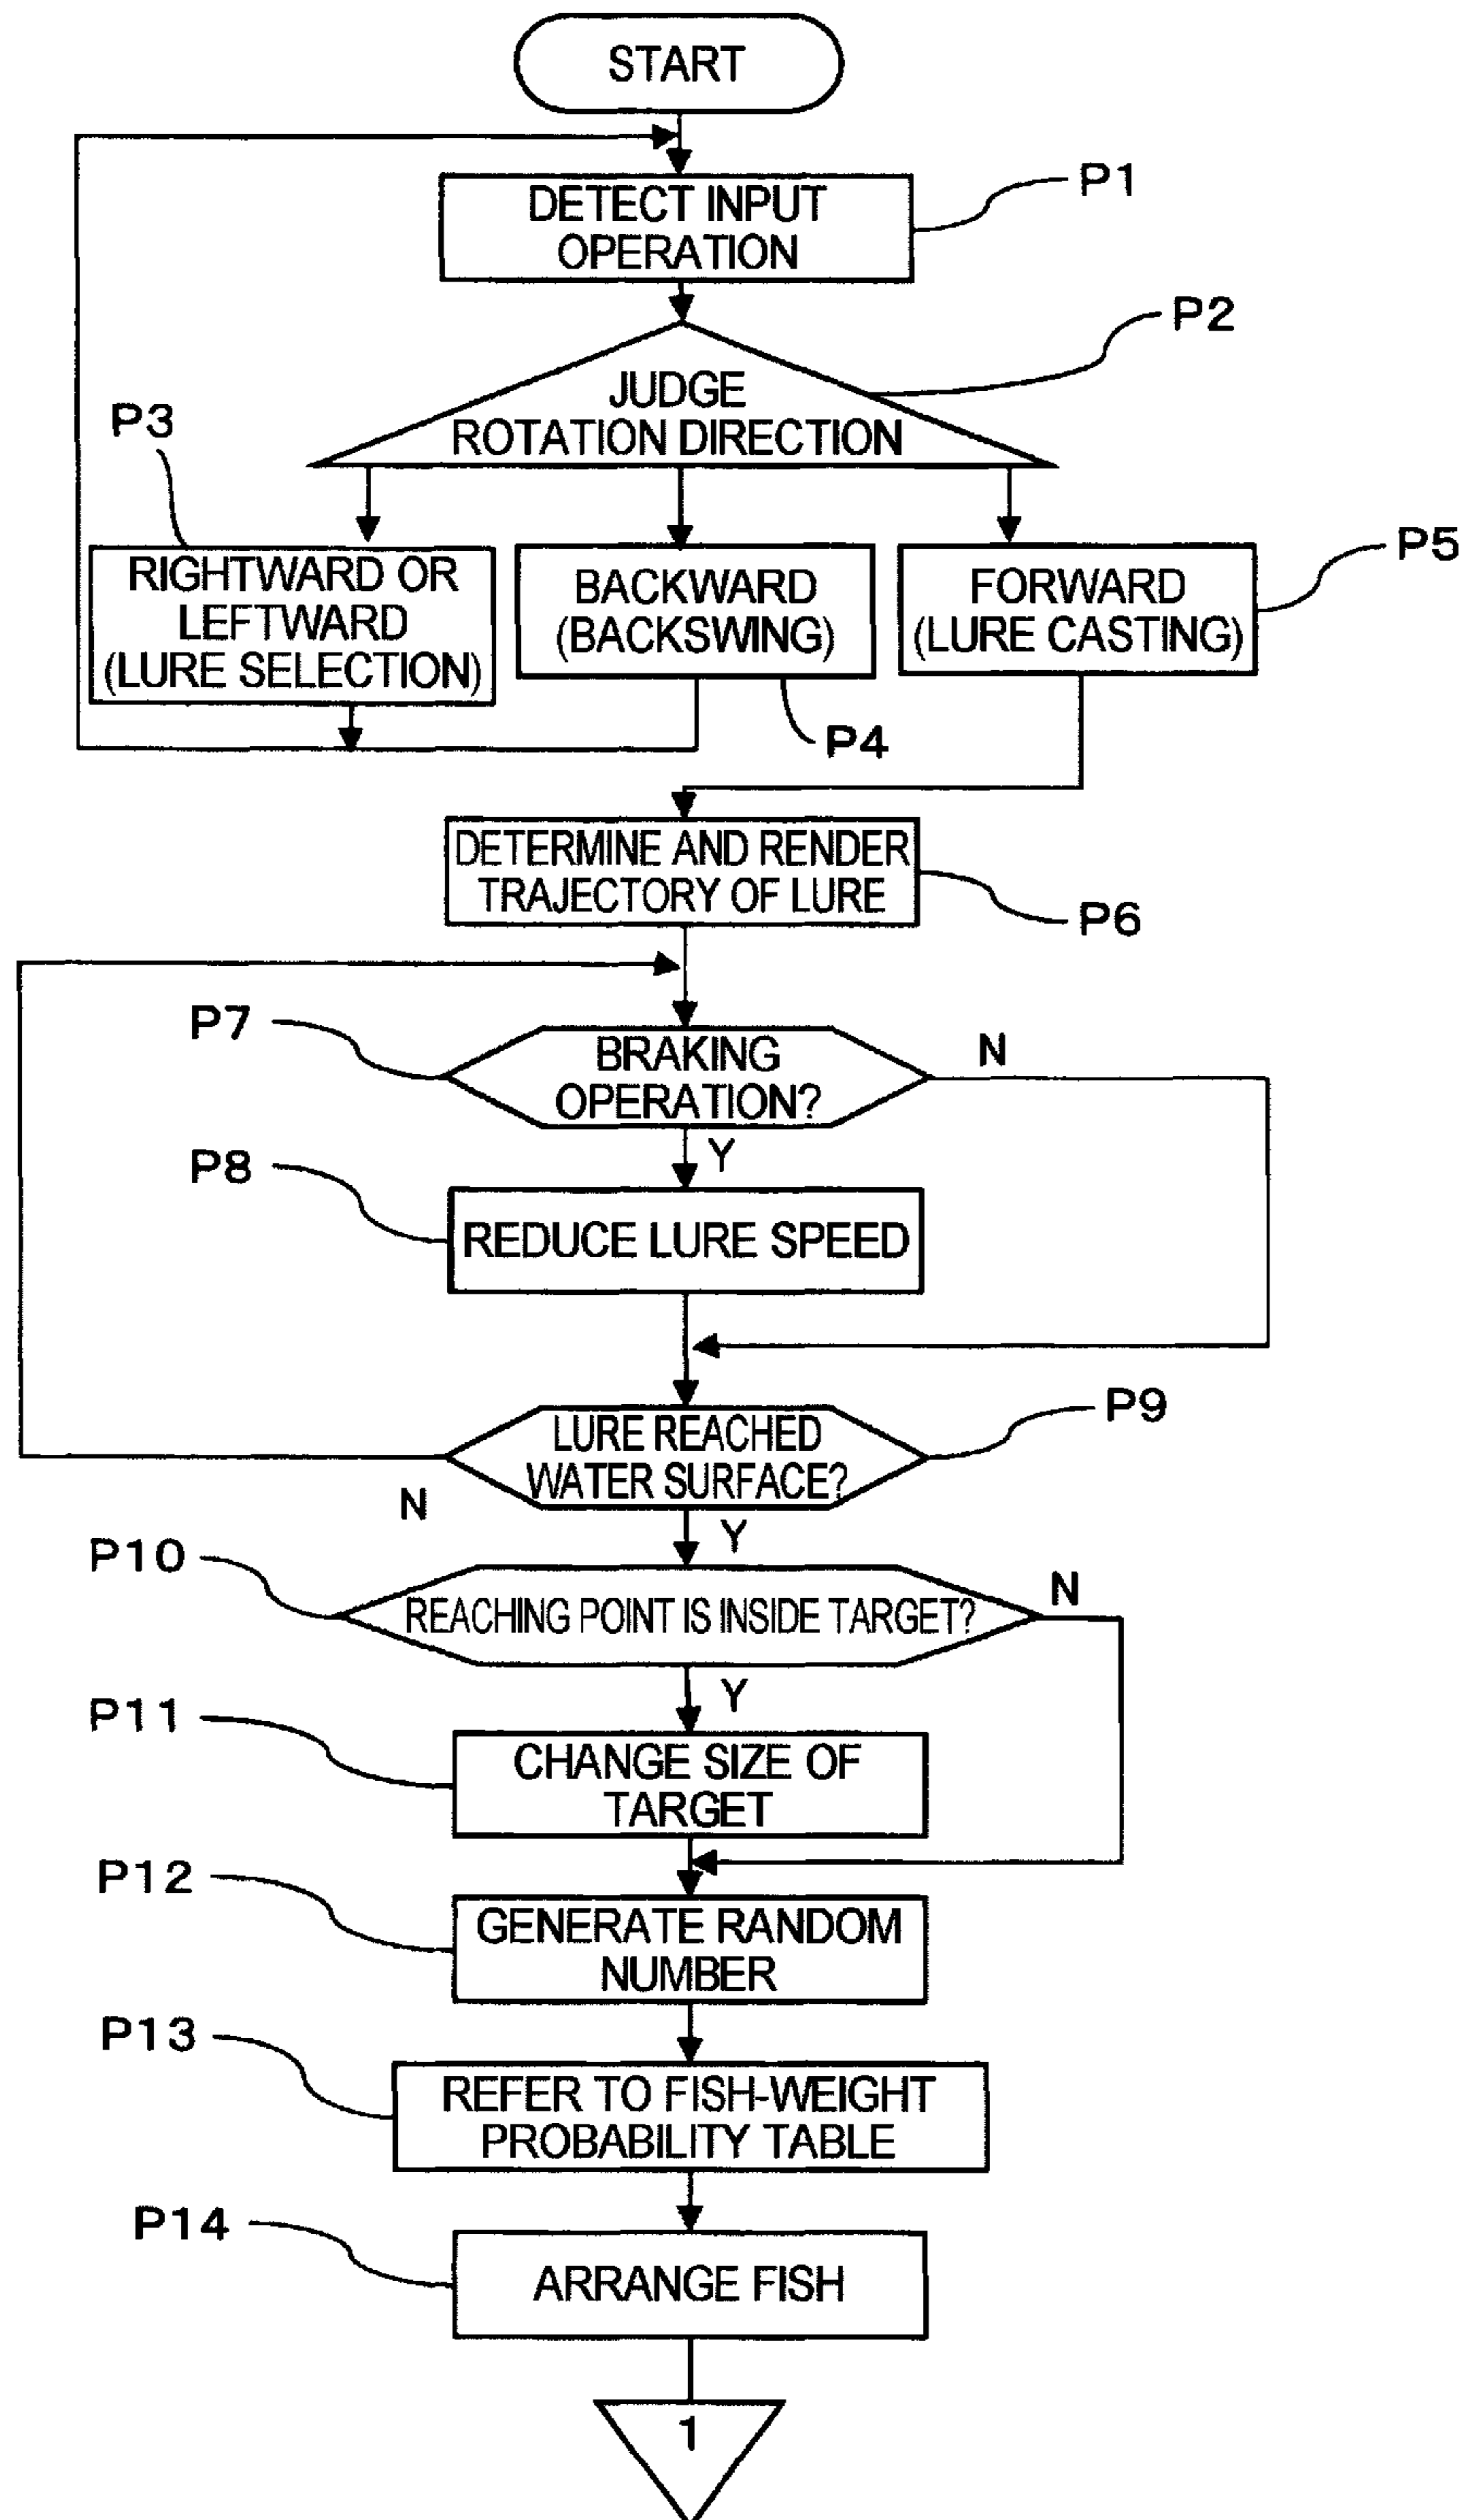 START
P1
DETECT INPUT
OPERATION
P2
JUDGE
ROTATION DIRECTION
P3
RIGHTWARD OR
LEFTWARD
(LURE SELECTION)
BACKWARD
(BACKSWING)
FORWARD
(LURE CASTING)
P5
P4
DETERMINE AND RENDER
TRAJECTORY OF LURE
P6
P7
BRAKING
OPERATION?
N
Y
P8
REDUCE LURE SPEED
P9
LURE REACHED
WATER SURFACE?
N
Y
P10
REACHING POINT IS INSIDE TARGET?
N
Y
P11
CHANGE SIZE OF
TARGET
P12
GENERATE RANDOM
NUMBER
P13
REFER TO FISH-WEIGHT
PROBABILITY TABLE
P14
ARRANGE FISH
1